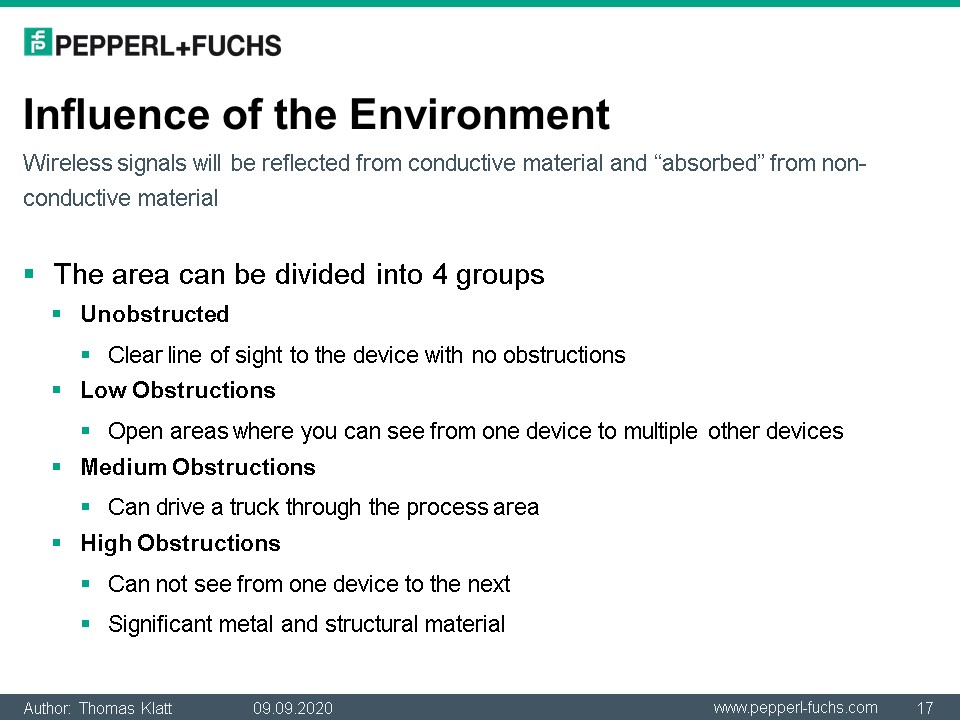 PEPPERL+FUCHS
Influence of the Environment
Wireless signals will be reflected from conductive material and “absorbed” from non-
conductive material
The area can be divided into 4 groups
Unobstructed
Clear line of sight to the device with no obstructions
Low Obstructions
Open areas where you can see from one device to multiple other devices
Medium Obstructions
Can drive a truck through the process area
High Obstructions
Can not see from one device to the next
Significant metal and structural material
Author: Thomas Klatt 09.09.2020 www.pepperl-fuchs.com 17